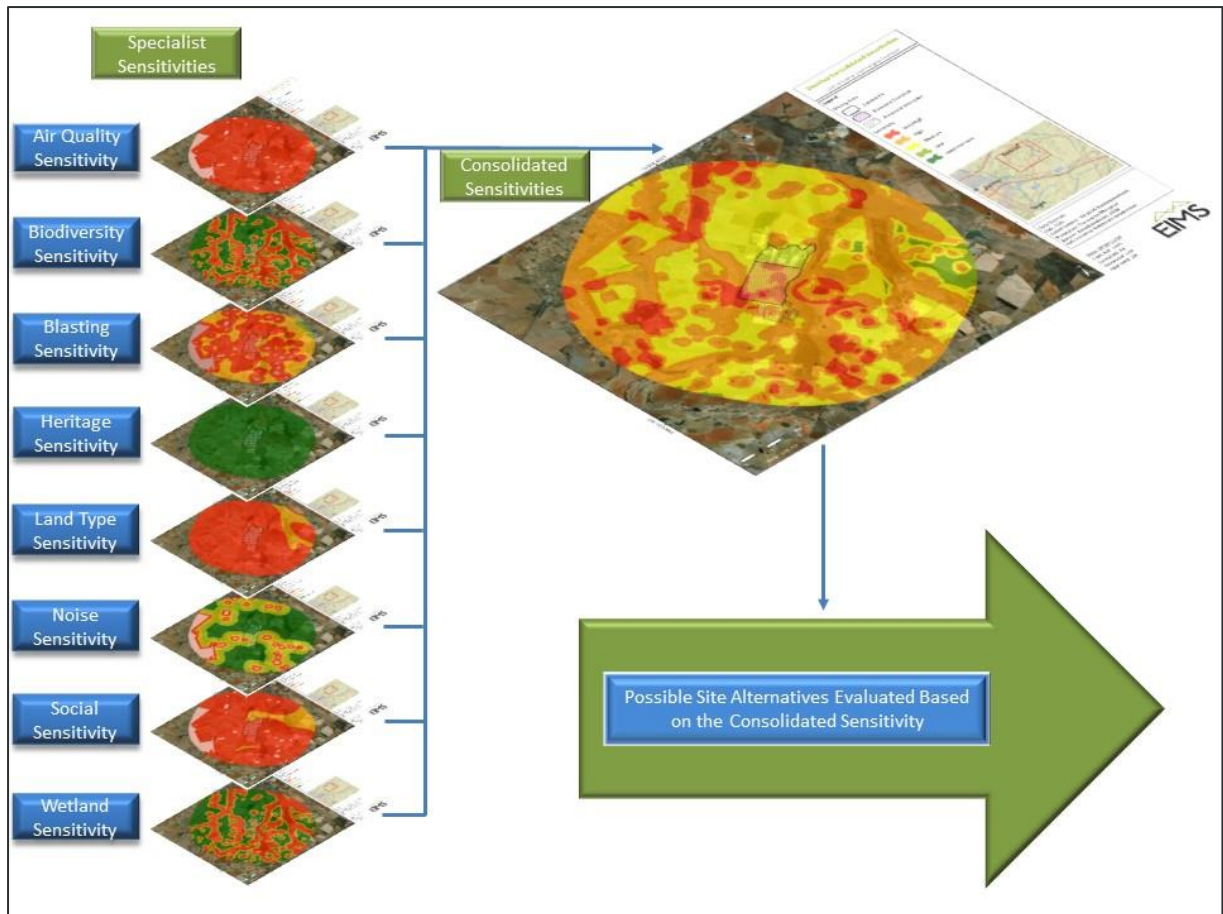 Specialist
Sensitivities
Air Quality
Sensitivity
Biodiversity
Sensitivity
Blasting
Sensitivity
Heritage
Sensitivity
Land Type
Sensitivity
Noise
Sensitivity
Social
Sensitivity
Wetland
Sensitivity
Consolidated
Sensitivities
EIMS
Possible Site Alternatives Evaluated Based
on the Consolidated Sensitivity